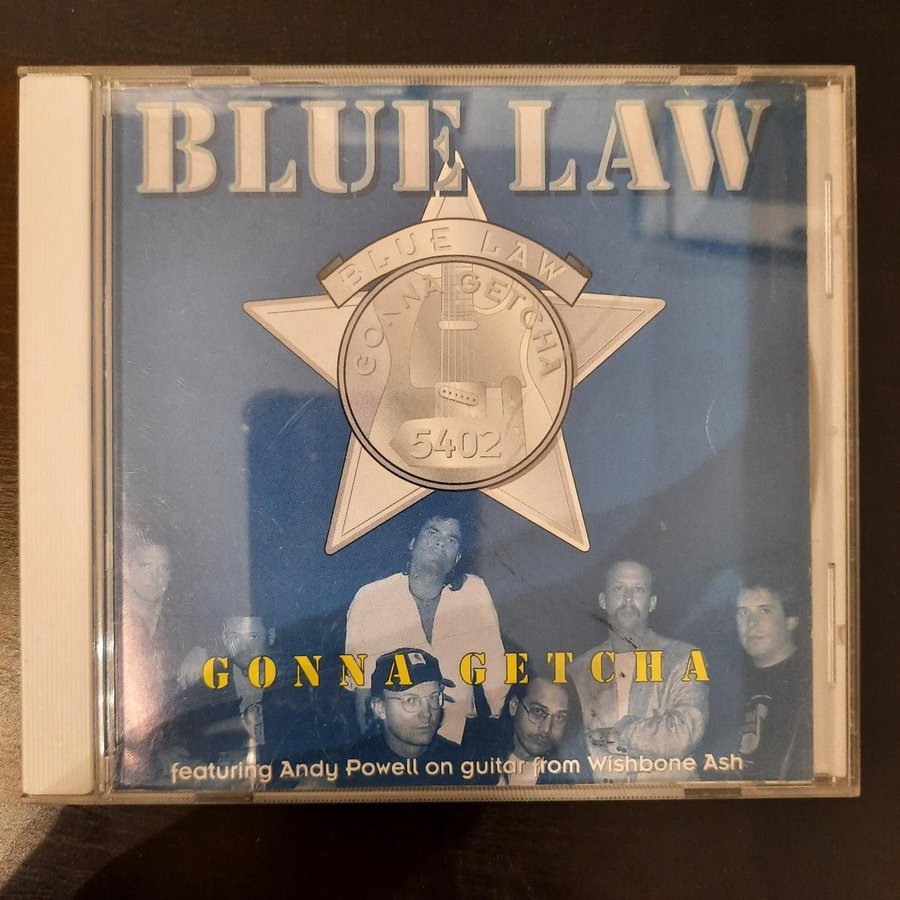 BLUE LAW
BLUE LAW
GONNA GETCHA
5402
GONNA GETCHA
featuring Andy Powell on guitar from Wishbone Ash